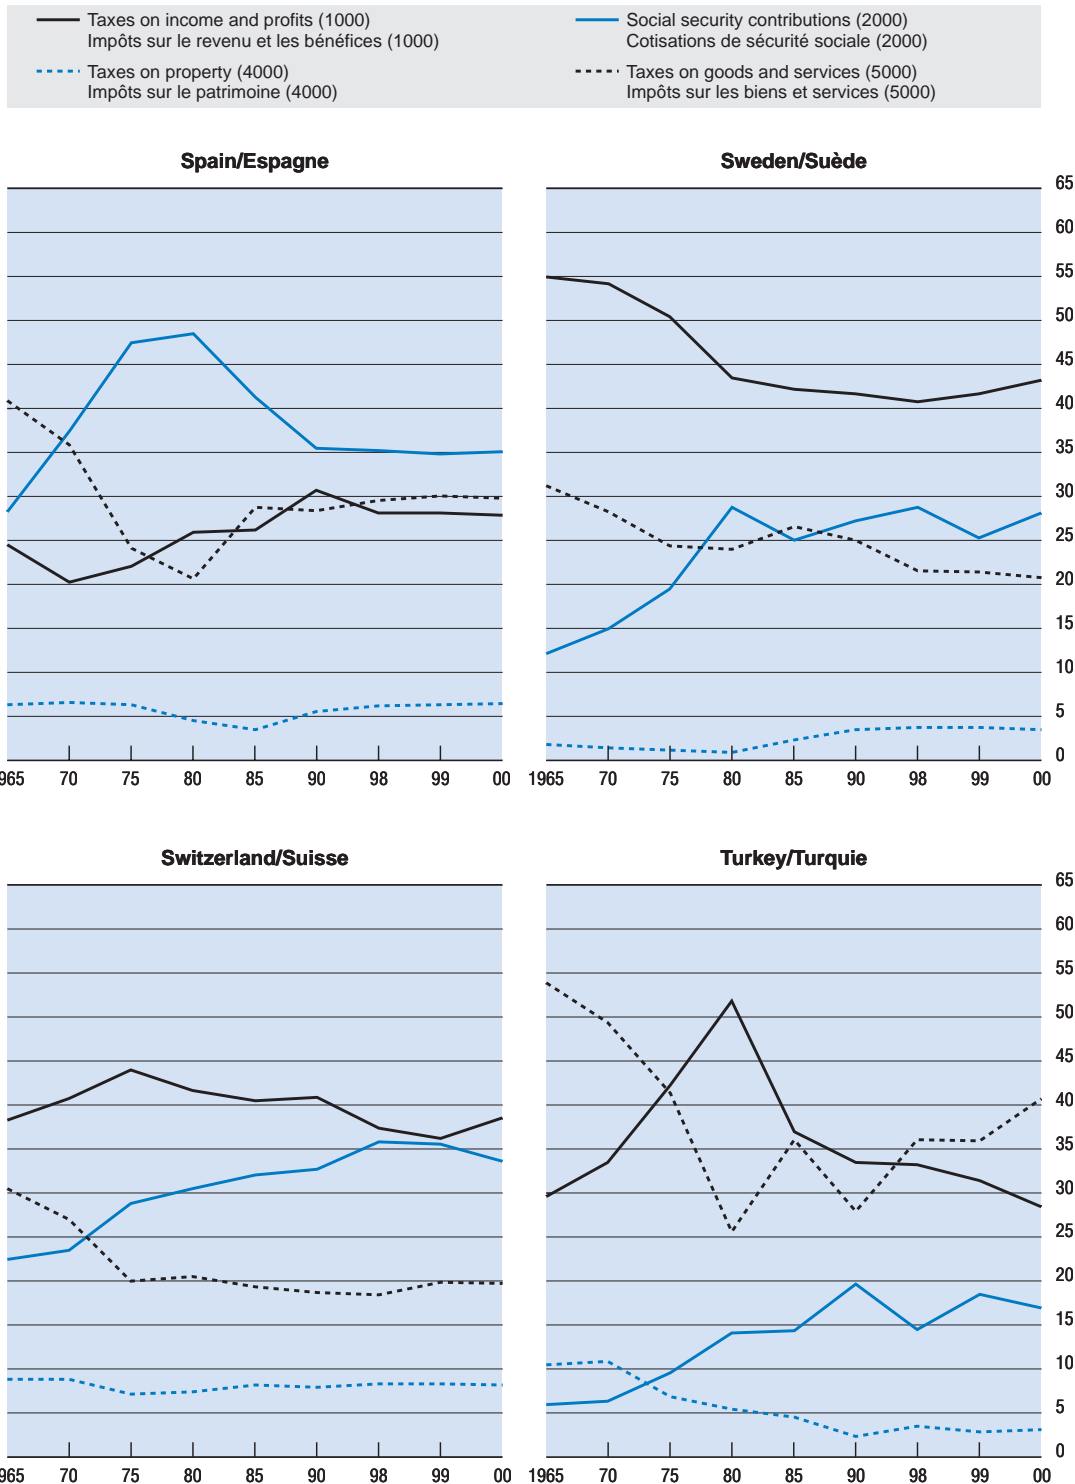 Taxes on income and profits (1000)
Impôts sur le revenu et les bénéfices (1000)
Social security contributions (2000)
Cotisations de sécurité sociale (2000)
Taxes on property (4000)
Impôts sur le patrimoine (4000)
Taxes on goods and services (5000)
Impôts sur les biens et services (5000)
Spain/Espagne
Sweden/Suède
65
60
55
50
45
40
35
30
25
20
15
10
5
0
965 70 75 80 85 90 98 99 00
1965 70 75 80 85 90 98 99 00
Switzerland/Suisse
Turkey/Turquie
65
60
55
50
45
40
35
30
25
20
15
10
5
0
965 70 75 80 85 90 98 99 00
1965 70 75 80 85 90 98 99 00